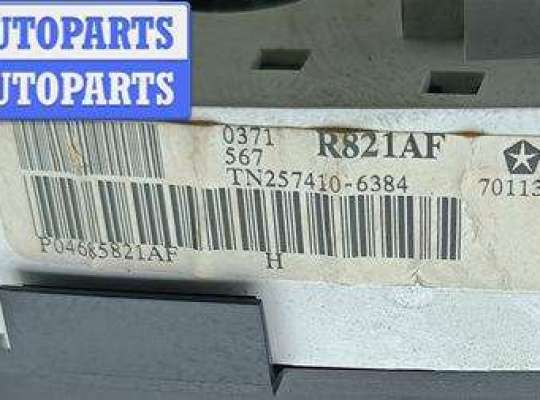 AUTOPARTS
AUTOPARTS
0371
R821AF
567
TN257410-6384
70113
P04685821AF
H